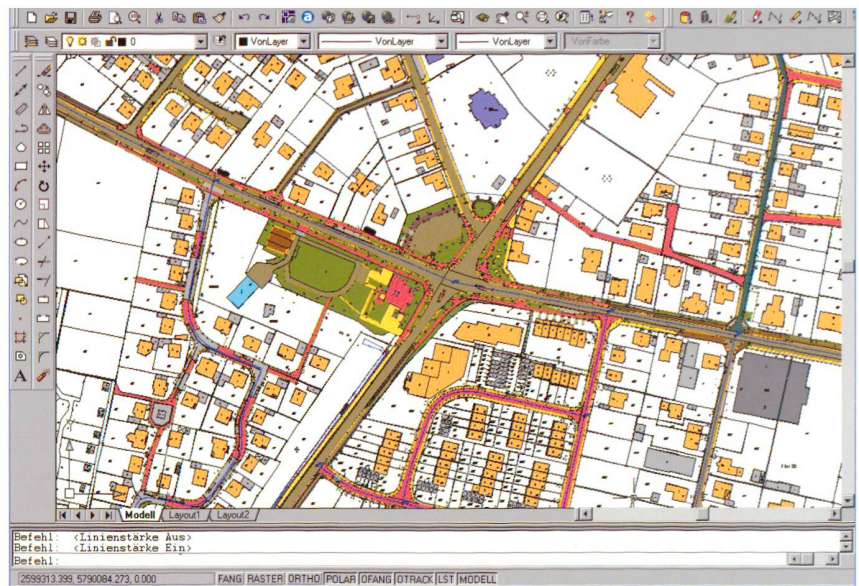 0 VonLayer VonLayer VonLayer VonFarbe
A
Modell Layout1 Layout2
Befehl: <Linienstärke Aus>
Befehl: <Linienstärke Ein>
Befehl:
2599313.399, 5790084.273, 0.000 FANG RASTER ORTHO POLAR OFANG OTRACK LST MODELL